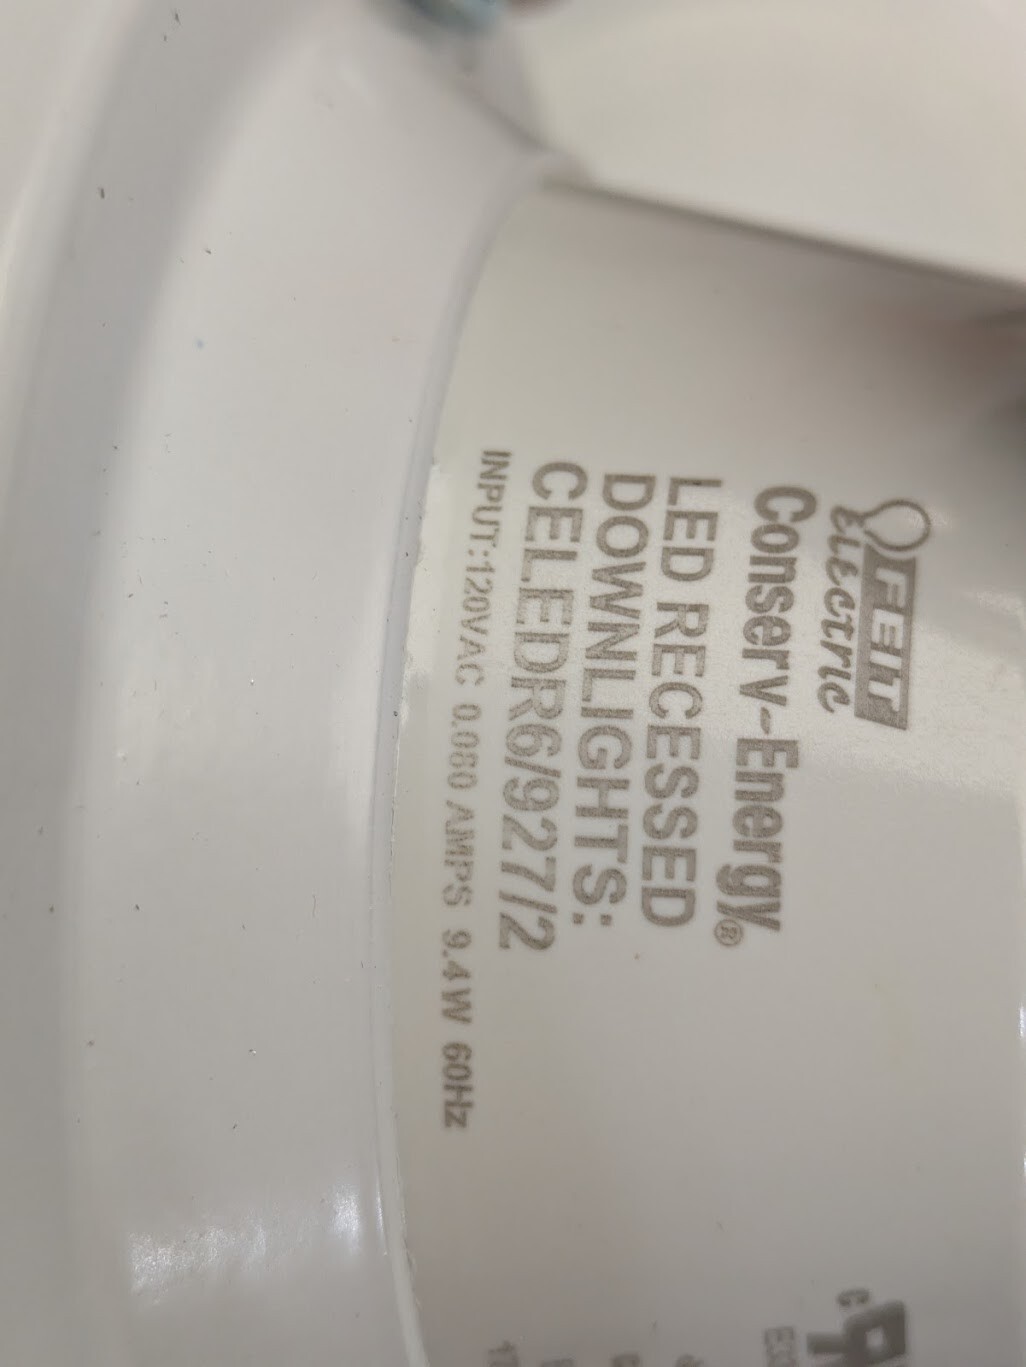 FEIT
electric
Conserv-Energy®
LED RECESSED
DOWNLIGHTS:
CELEDR6/927/2
INPUT:120VAC 0.080 AMPS 9.4W 60Hz